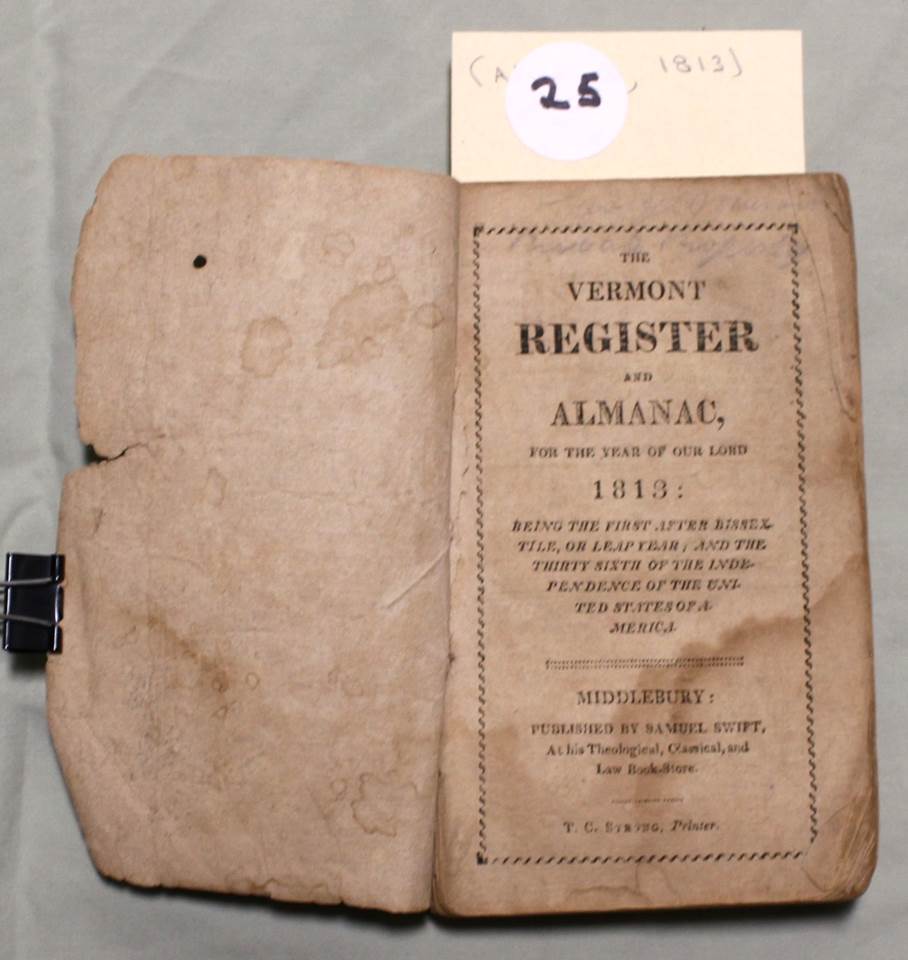 1813)
25
THE
VERMONT
REGISTER
AND
ALMANAC,
FOR THE YEAR OF OUR LORD
1813:
BEING THE FIRST AFTER BISSEX-
TILE, OR LEAP YEAR; AND THE
THIRTY SIXTH OF THE INDE-
PENDENCE OF THE UNI-
TED STATES OF A-
MERICA.
MIDDLEBURY:
PUBLISHED BY SAMUEL SWIFT,
At his Theological, Classical, and
Law Book-Store.
T. C. STRONG, Printer.